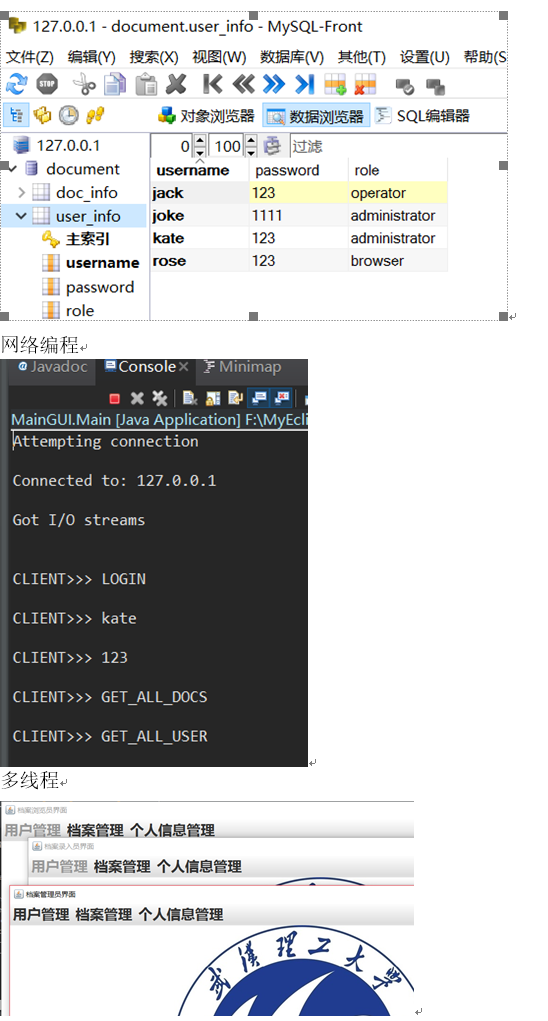 127.0.0.1 - document.user_info - MySQL-Front
文件(Z) 编辑(Y) 搜索(X) 视图(W) 数据库(V) 其他(T) 设置(U) 帮助(S
STOP
对象浏览器 数据浏览器 SQL编辑器
127.0.0.1
0 100 过滤
document
doc_info
user_info
主索引
username
password
role
username password role
jack 123 operator
joke 1111 administrator
kate 123 administrator
rose 123 browser
网络编程
Javadoc Console Minimap
MainGUI.Main [Java Application] F:\MyEcli
Attempting connection
Connected to: 127.0.0.1
Got I/O streams
CLIENT>>> LOGIN
CLIENT>>> kate
CLIENT>>> 123
CLIENT>>> GET_ALL_DOCS
CLIENT>>> GET_ALL_USER
多线程
档案浏览员界面
用户管理 档案管理 个人信息管理
档案录入员界面
用户管理 档案管理 个人信息管理
档案管理员界面
用户管理 档案管理 个人信息管理
武汉理工大学